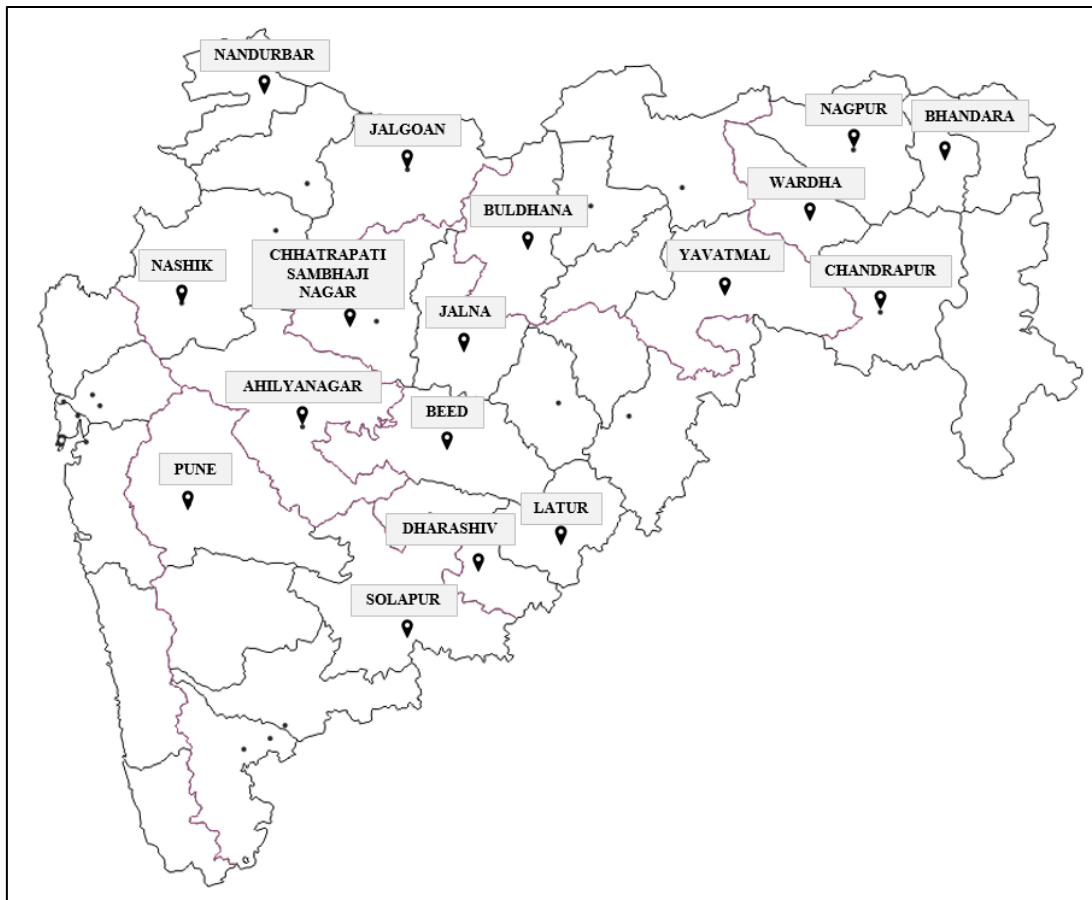 NANDURBAR
NAGPUR
BHANDARA
JALGOAN
WARDHA
BULDHANA
NASHIK
CHHATRAPATI
SAMBHAJI
NAGAR
YAVATMAL
CHANDRAPUR
JALNA
AHILYANAGAR
BEED
PUNE
LATUR
DHARASHIV
SOLAPUR